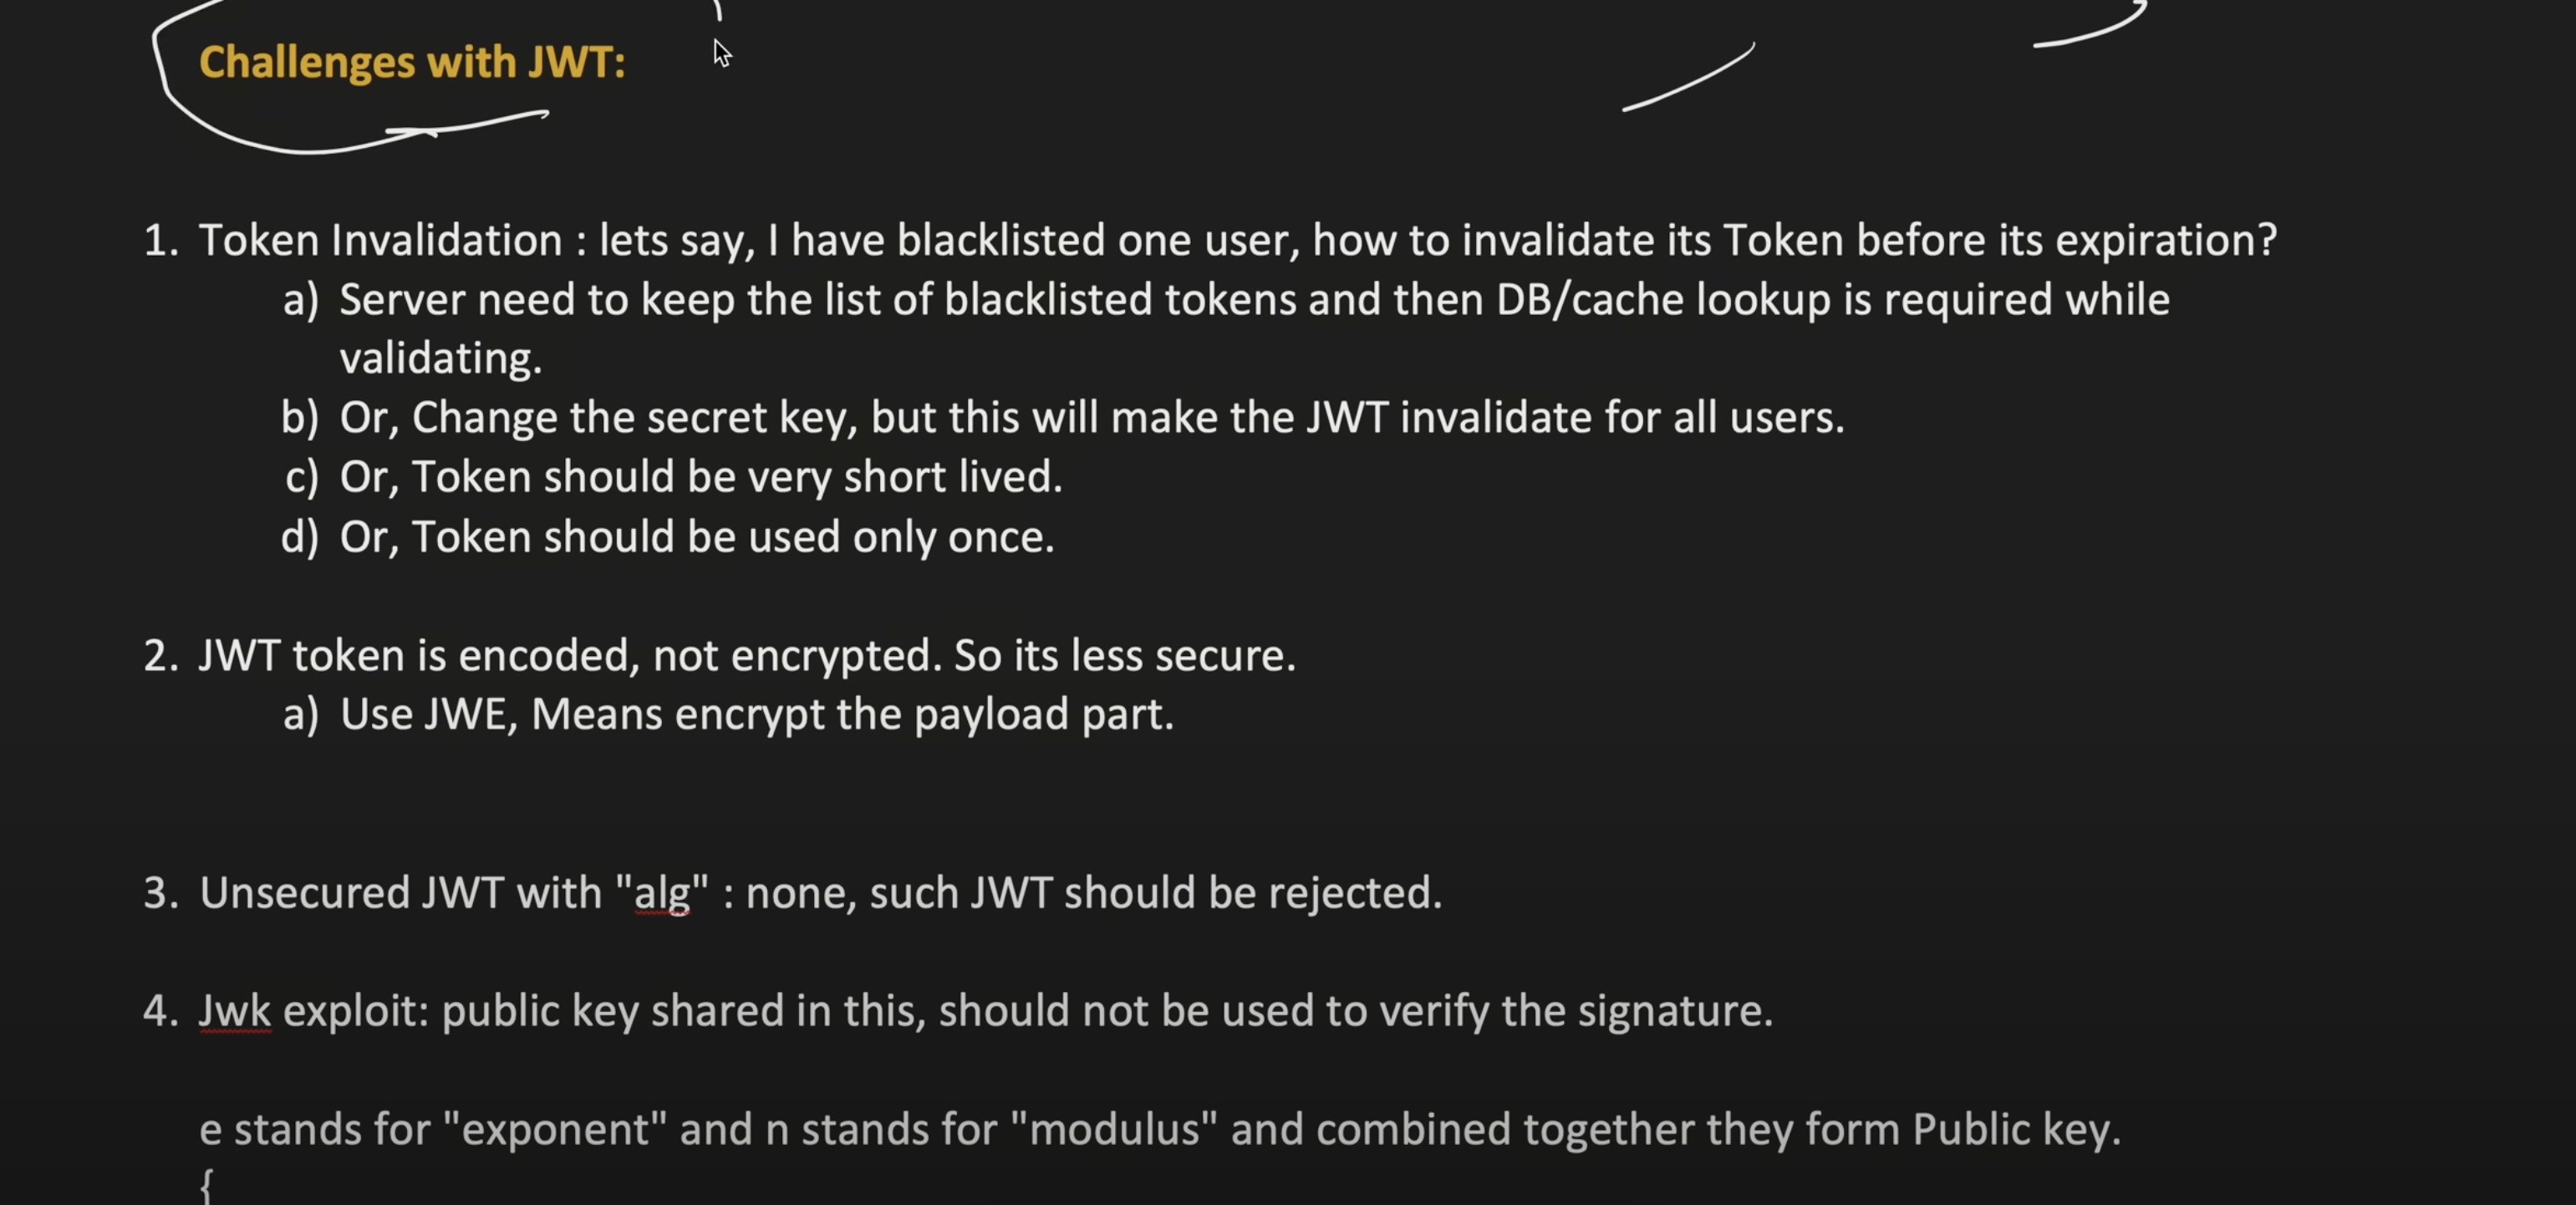 Challenges with JWT:
1. Token Invalidation : lets say, I have blacklisted one user, how to invalidate its Token before its expiration?
a) Server need to keep the list of blacklisted tokens and then DB/cache lookup is required while
validating.
b) Or, Change the secret key, but this will make the JWT invalidate for all users.
c) Or, Token should be very short lived.
d) Or, Token should be used only once.
2. JWT token is encoded, not encrypted. So its less secure.
a) Use JWE, Means encrypt the payload part.
3. Unsecured JWT with "alg" : none, such JWT should be rejected.
4. Jwk exploit: public key shared in this, should not be used to verify the signature.
e stands for "exponent" and n stands for "modulus" and combined together they form Public key.
{